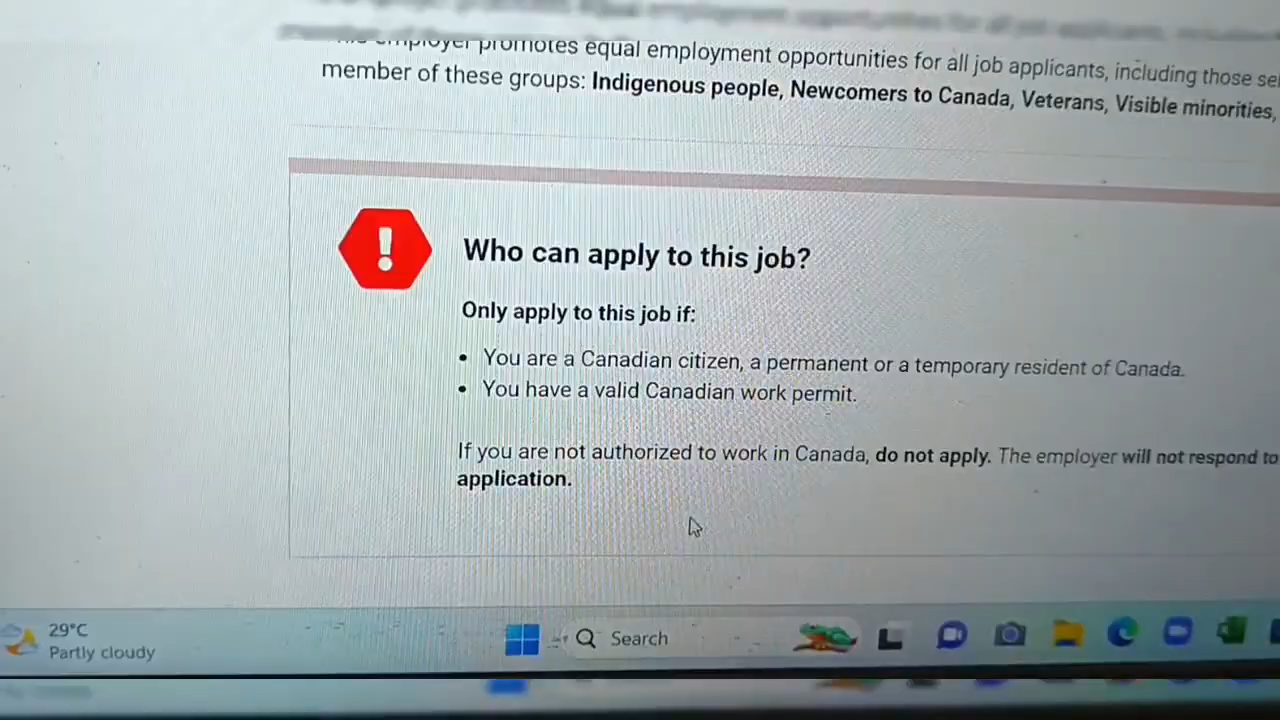 employer promotes equal employment opportunities for all job applicants, including those
member of these groups: Indigenous people, Newcomers to Canada, Veterans, Visible minorities,
Who can apply to this job?
Only apply to this job if:
• You are a Canadian citizen, a permanent or a temporary resident of Canada.
• You have a valid Canadian work permit.
If you are not authorized to work in Canada, do not apply. The employer will not respond to
application.
29°C
Partly cloudy
Search